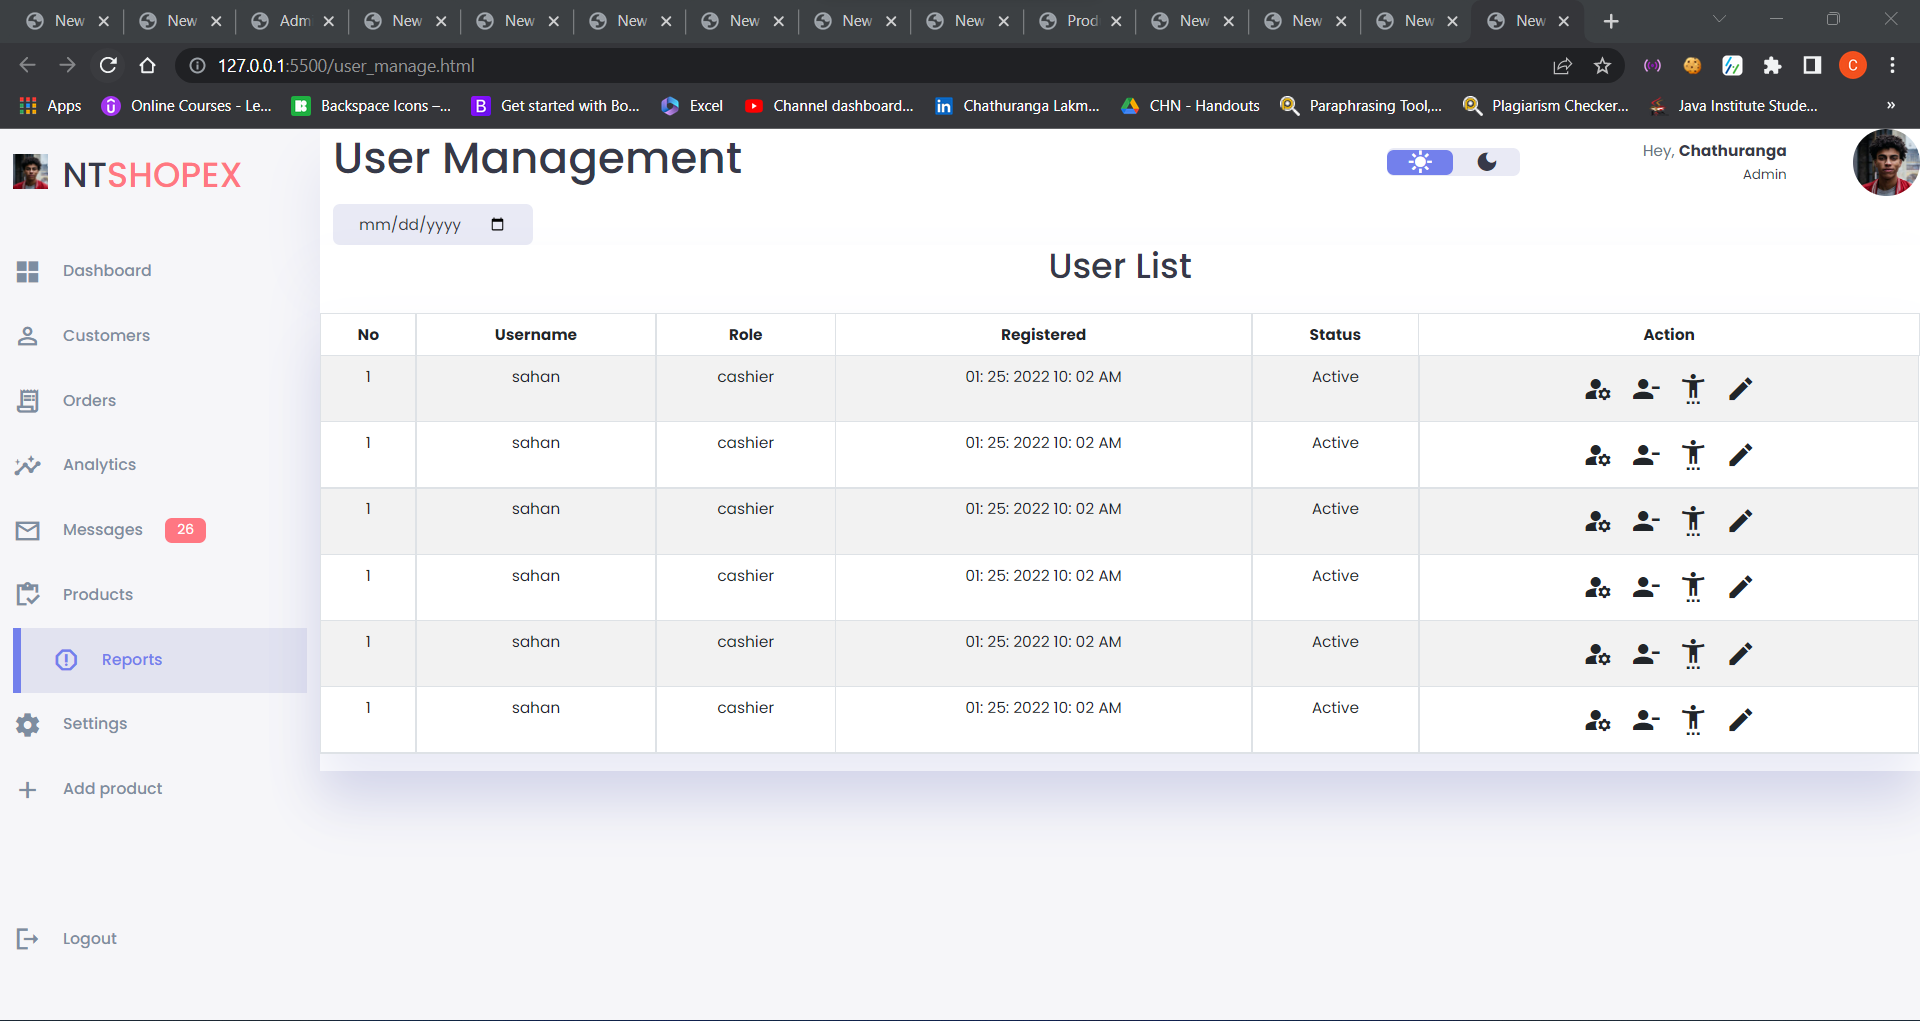 New New Adm New New New New New New Prod New New New New
127.0.0.1:5500/user_manage.html
C
Apps Online Courses - Le... Backspace Icons –... B Get started with Bo... Excel Channel dashboard... in Chathuranga Lakm... CHN - Handouts Paraphrasing Tool,... Plagiarism Checker... Java Institute Stude... »
NTSHOPEX
Dashboard
Customers
Orders
Analytics
Messages 26
Products
Reports
Settings
Add product
Logout
User Management
Hey, Chathuranga
Admin
mm/dd/yyyy
User List
No Username Role Registered Status Action
1 sahan cashier 01: 25: 2022 10: 02 AM Active
1 sahan cashier 01: 25: 2022 10: 02 AM Active
1 sahan cashier 01: 25: 2022 10: 02 AM Active
1 sahan cashier 01: 25: 2022 10: 02 AM Active
1 sahan cashier 01: 25: 2022 10: 02 AM Active
1 sahan cashier 01: 25: 2022 10: 02 AM Active